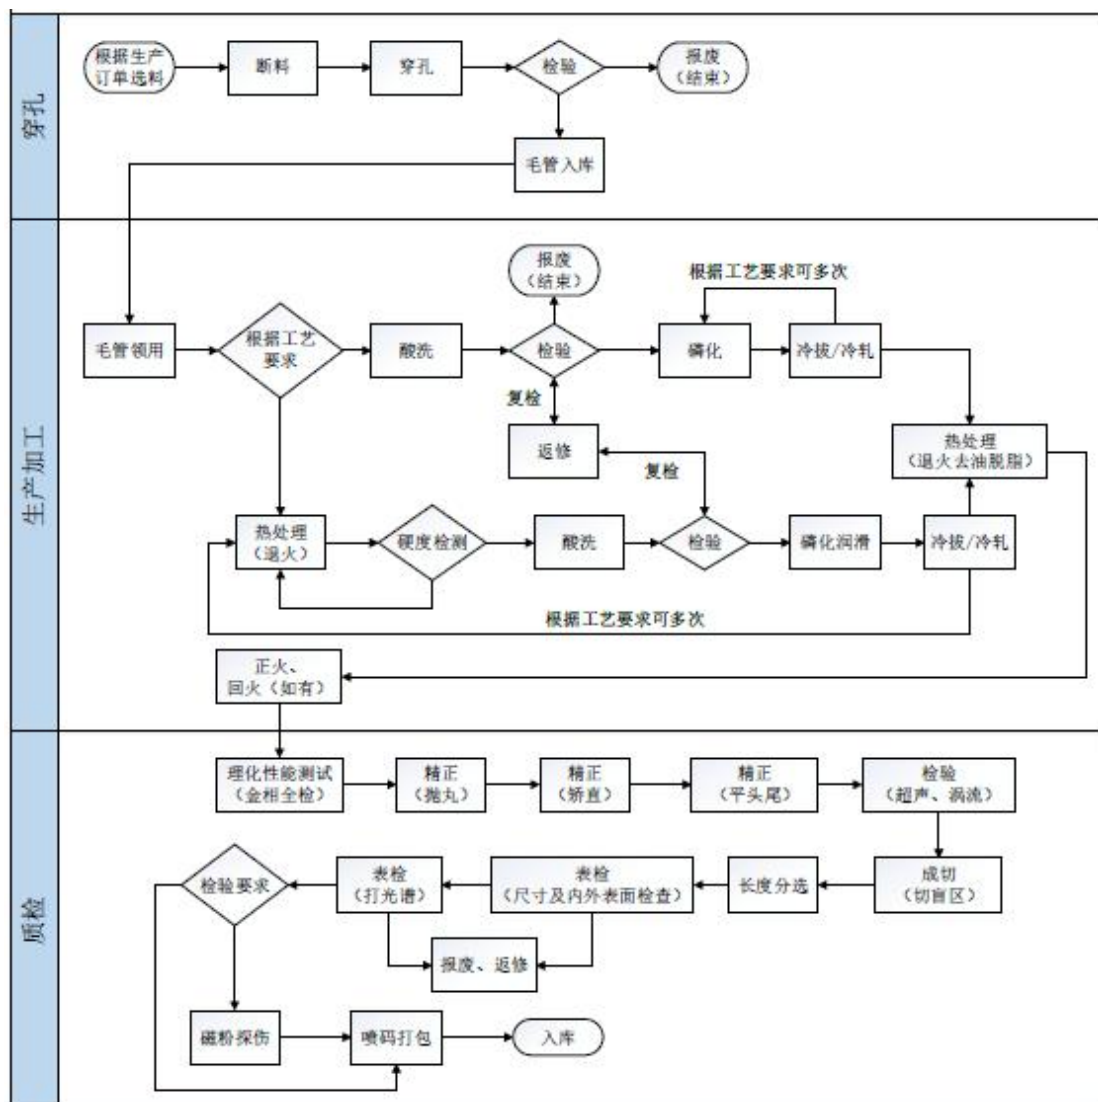 穿孔
根据生产
订单选料
断料
穿孔
检验
报废
（结束）
毛管入库
生产加工
报废
（结束）
根据工艺要求可多次
毛管领用
根据工艺
要求
酸洗
检验
磷化
冷拔/冷轧
复检
返修
复检
热处理
（退火去油脱脂）
热处理
（退火）
硬度检测
酸洗
检验
磷化润滑
冷拔/冷轧
根据工艺要求可多次
正火、
回火（如有）
质检
理化性能测试
（金相全检）
精正
（抛丸）
精正
（矫直）
精正
（平头尾）
检验
（超声、涡流）
检验要求
表检
（打光谱）
表检
（尺寸及内外表面检查）
长度分选
成切
（切盲区）
报废、返修
磁粉探伤
喷码打包
入库